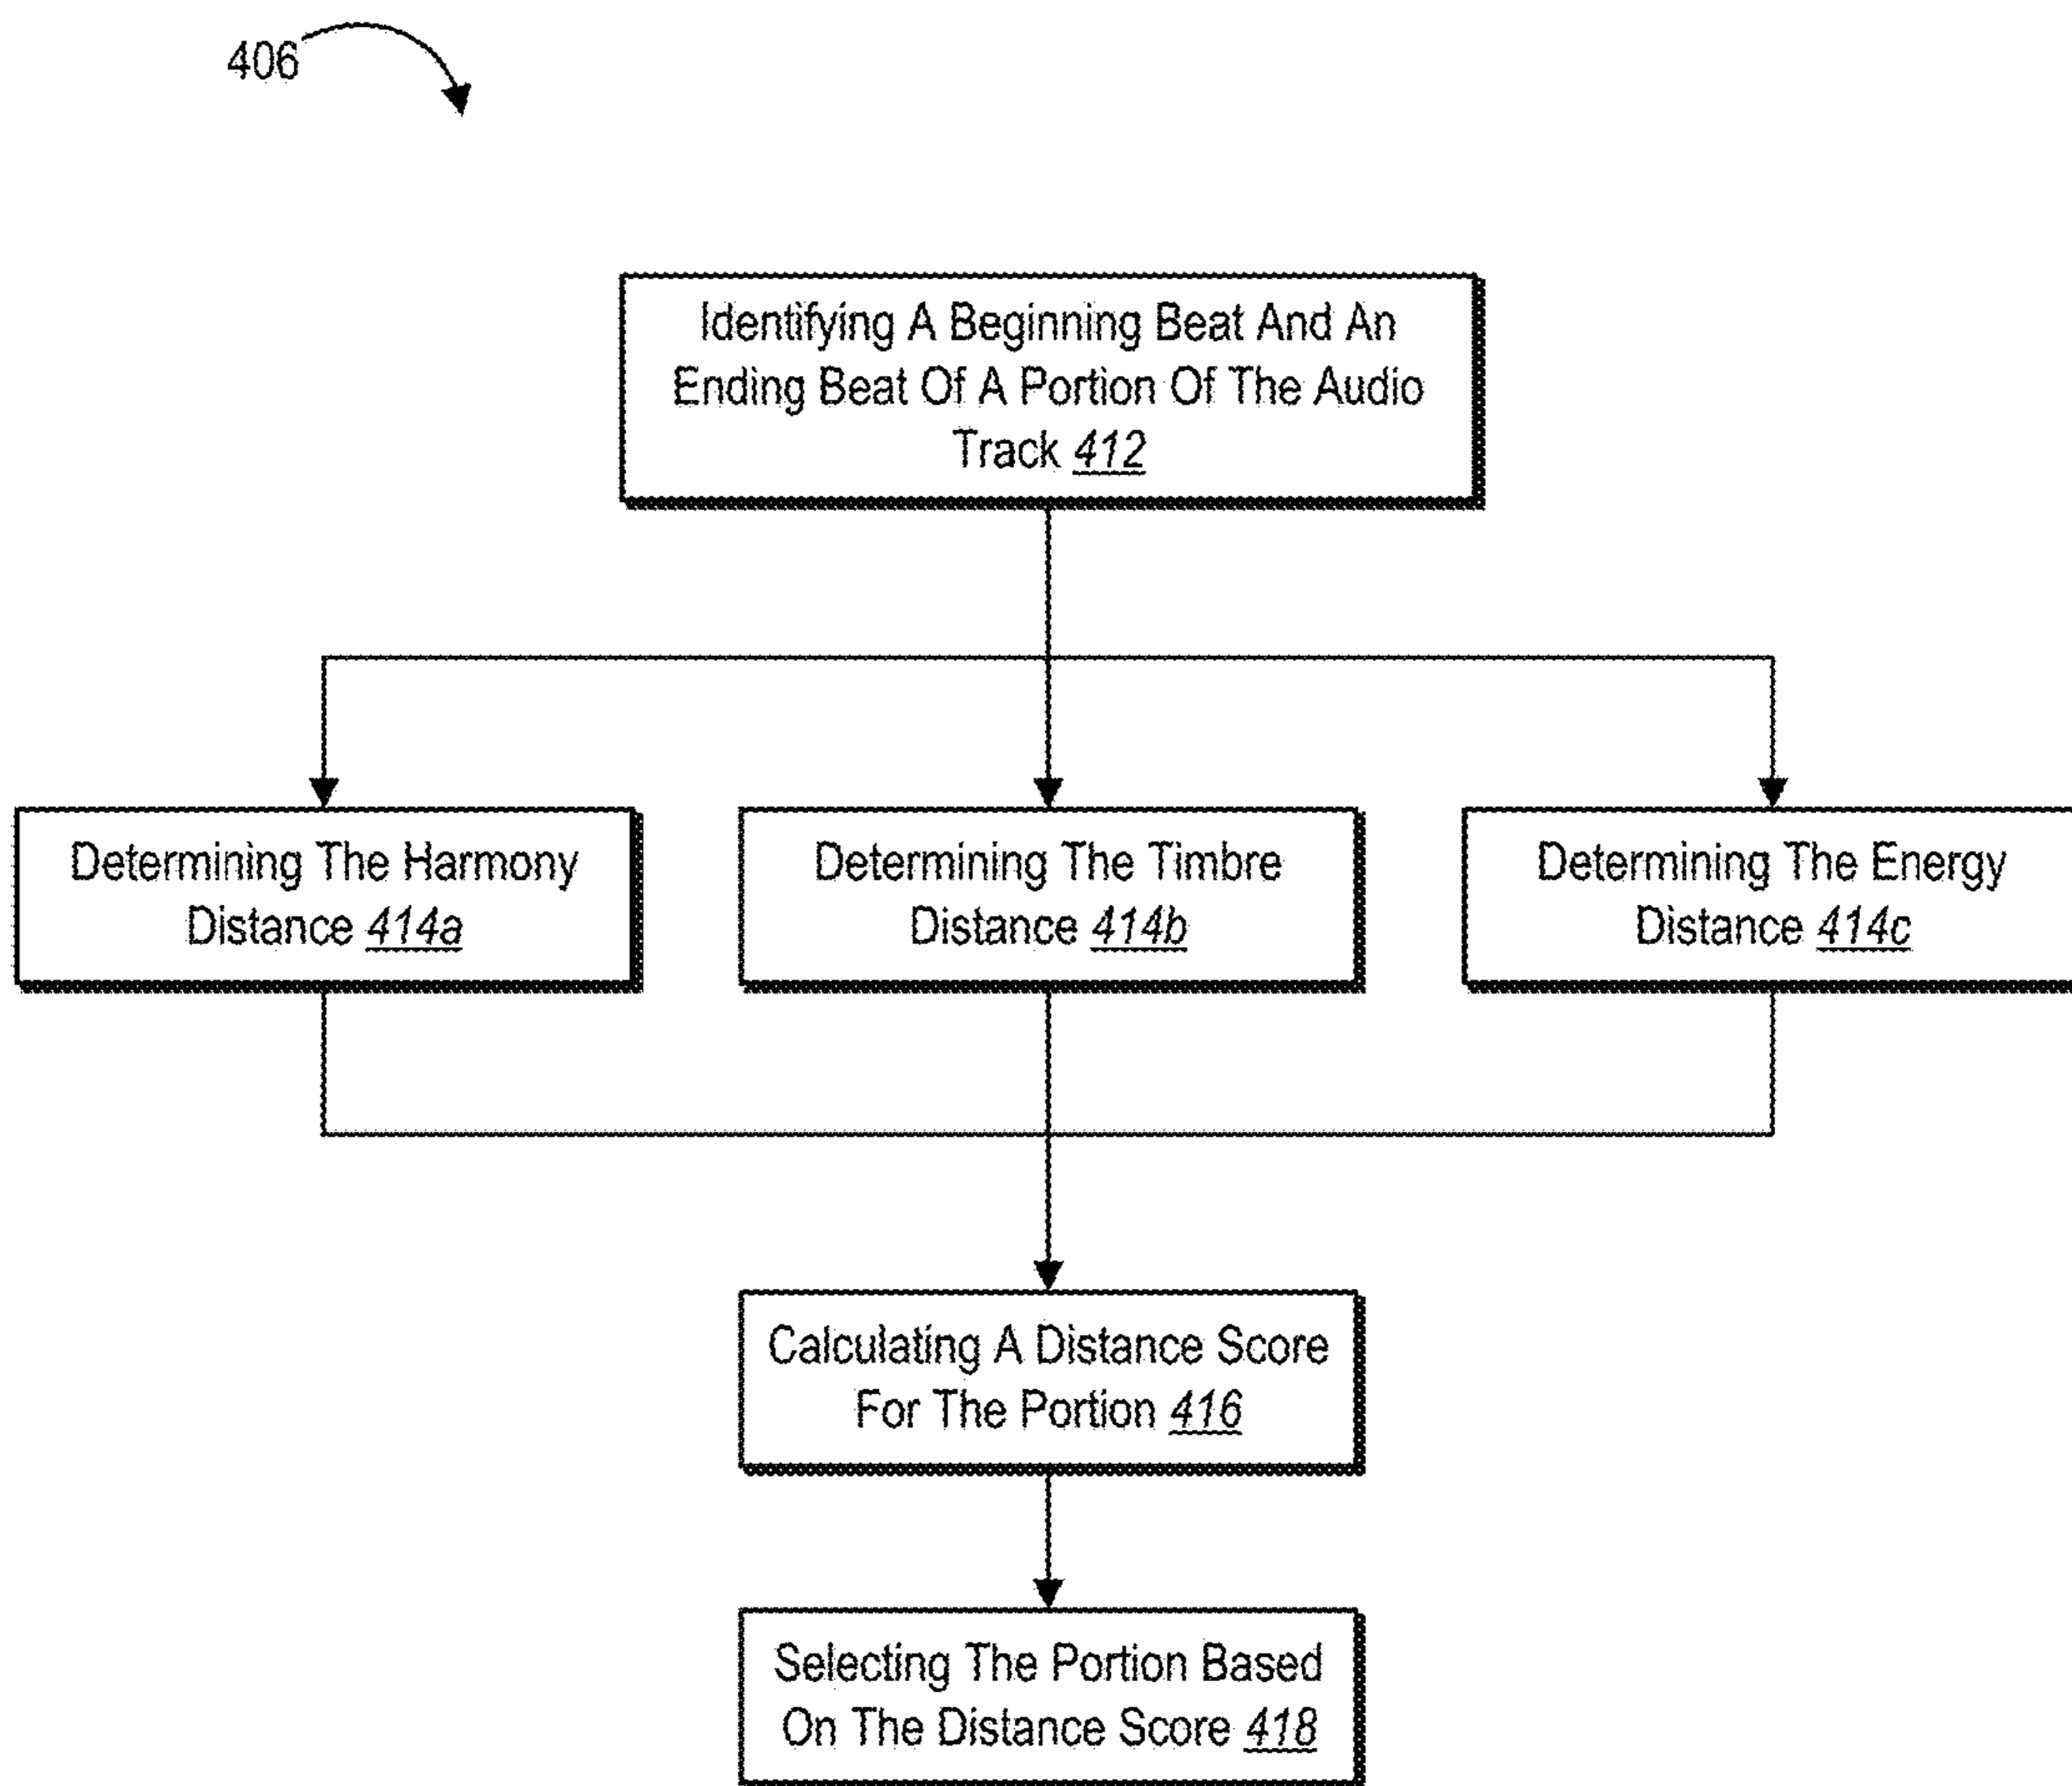 406
Identifying A Beginning Beat And An
Ending Beat Of A Portion Of The Audio
Track 412
Determining The Harmony
Distance 414a
Determining The Timbre
Distance 414b
Determining The Energy
Distance 414c
Calculating A Distance Score
For The Portion 416
Selecting The Portion Based
On The Distance Score 418